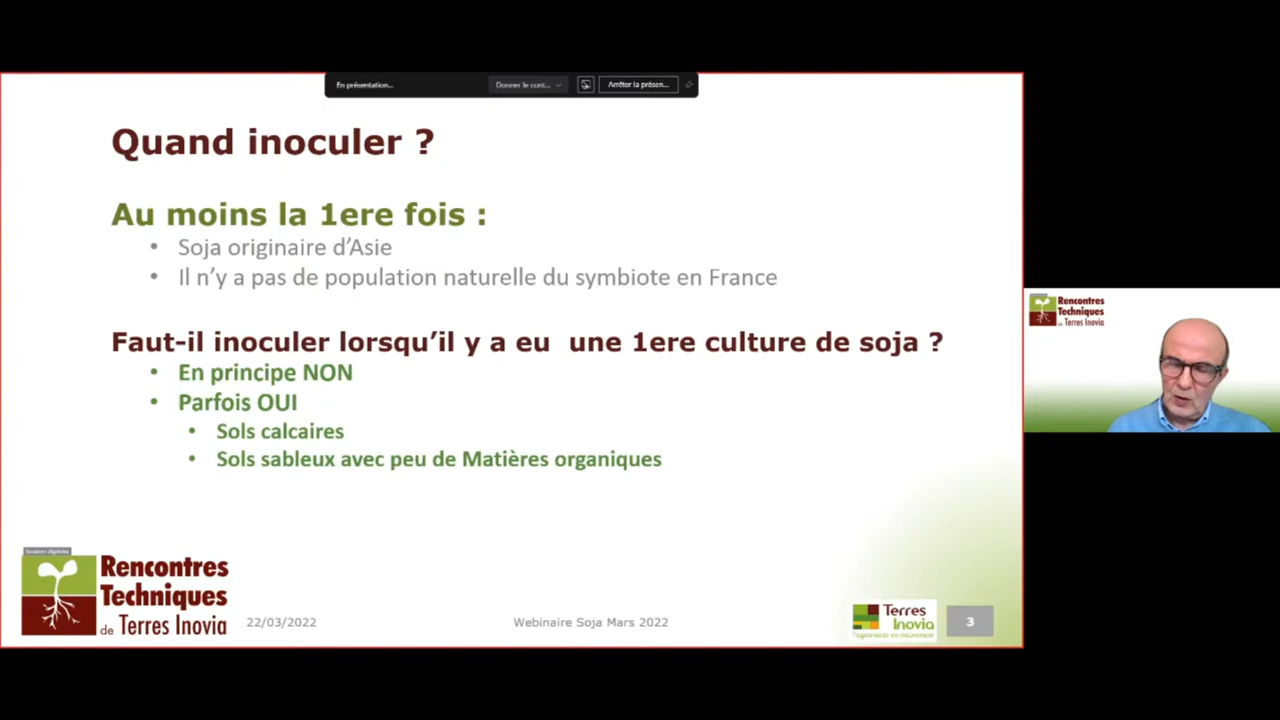 En présentation...
Donner le cont...
Arrêter la présen...
Quand inoculer ?
Au moins la 1ere fois :
• Soja originaire d'Asie
• Il n'y a pas de population naturelle du symbiote en France
Faut-il inoculer lorsqu'il y a eu une 1ere culture de soja ?
• En principe NON
• Parfois OUI
• Sols calcaires
• Sols sableux avec peu de Matières organiques
Rencontres
Techniques
de Terres Inovia
22/03/2022
Webinaire Soja Mars 2022
Terres
Inovia
l'agronomie en mouvement
3
Rencontres
Techniques
de Terres Inovia